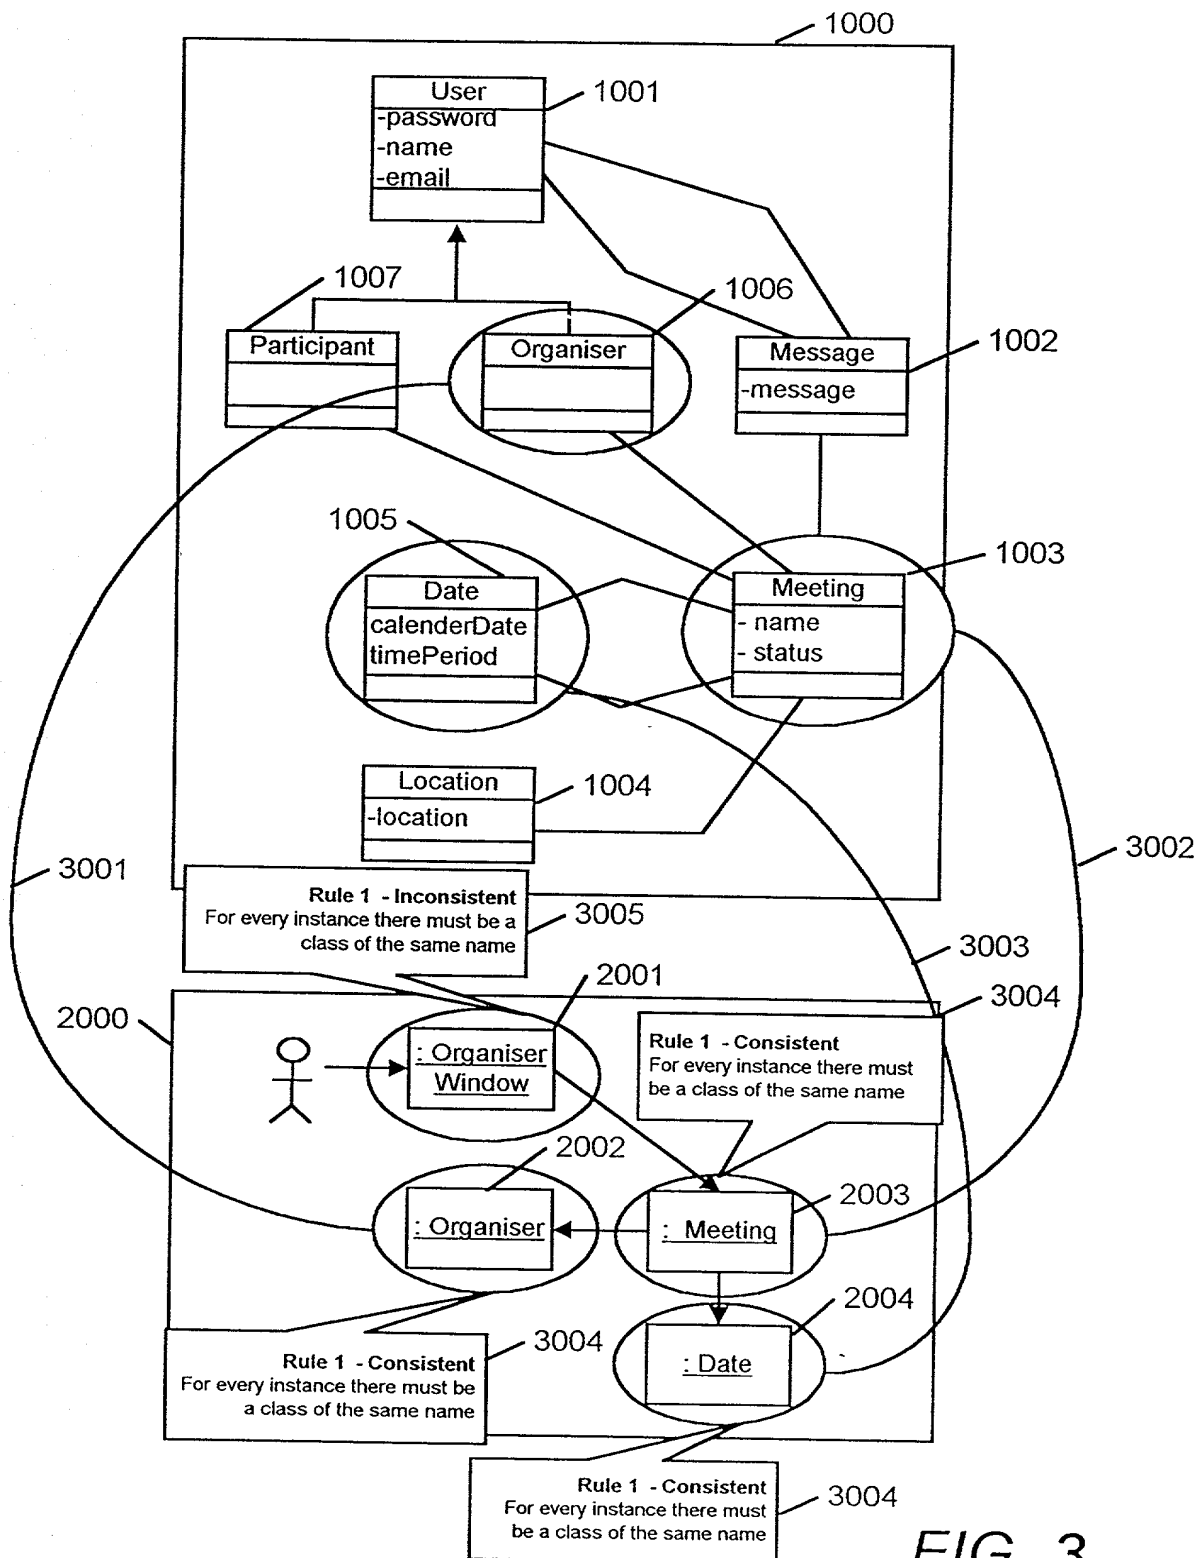 1000
User
1001
-password
-name
-email
1007
1006
Participant
Organiser
Message
1002
-message
1005
1003
Date
calenderDate
timePeriod
Meeting
- name
- status
Location
1004
-location
3001
3002
Rule 1 - Inconsistent
For every instance there must be a
class of the same name
3005
3003
2001
3004
2000
: Organiser
Window
Rule 1 - Consistent
For every instance there must
be a class of the same name
2002
2003
: Organiser
: Meeting
2004
: Date
3004
Rule 1 - Consistent
For every instance there must be
a class of the same name
Rule 1 - Consistent
For every instance there must
be a class of the same name
3004
FIG. 3